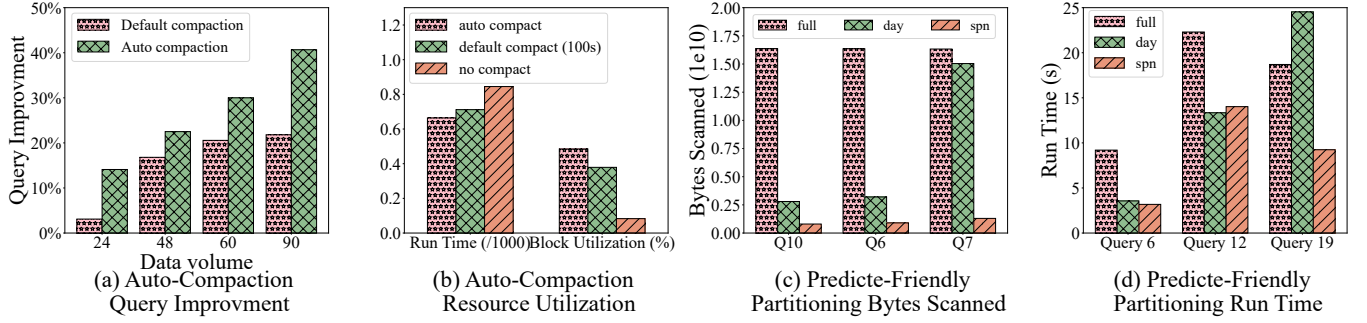 Query Improvment
50%
40%
30%
20%
10%
0%
Default compaction
Auto compaction
24 48 60 90
Data volume
(a) Auto-Compaction
Query Improvment
0.8
0.6
0.4
0.2
0.0
auto compact
default compact (100s)
no compact
Run Time (/1000) Block Utilization (%)
(b) Auto-Compaction
Resource Utilization
Bytes Scanned (1e10)
2.00
1.75
1.50
1.25
1.00
0.75
0.50
0.25
0.00
full day spn
Q10 Q6 Q7
(c) Predicte-Friendly
Partitioning Bytes Scanned
Run Time (s)
25
20
15
10
5
0
full
day
spn
Query 6 Query 12 Query 19
(d) Predicte-Friendly
Partitioning Run Time